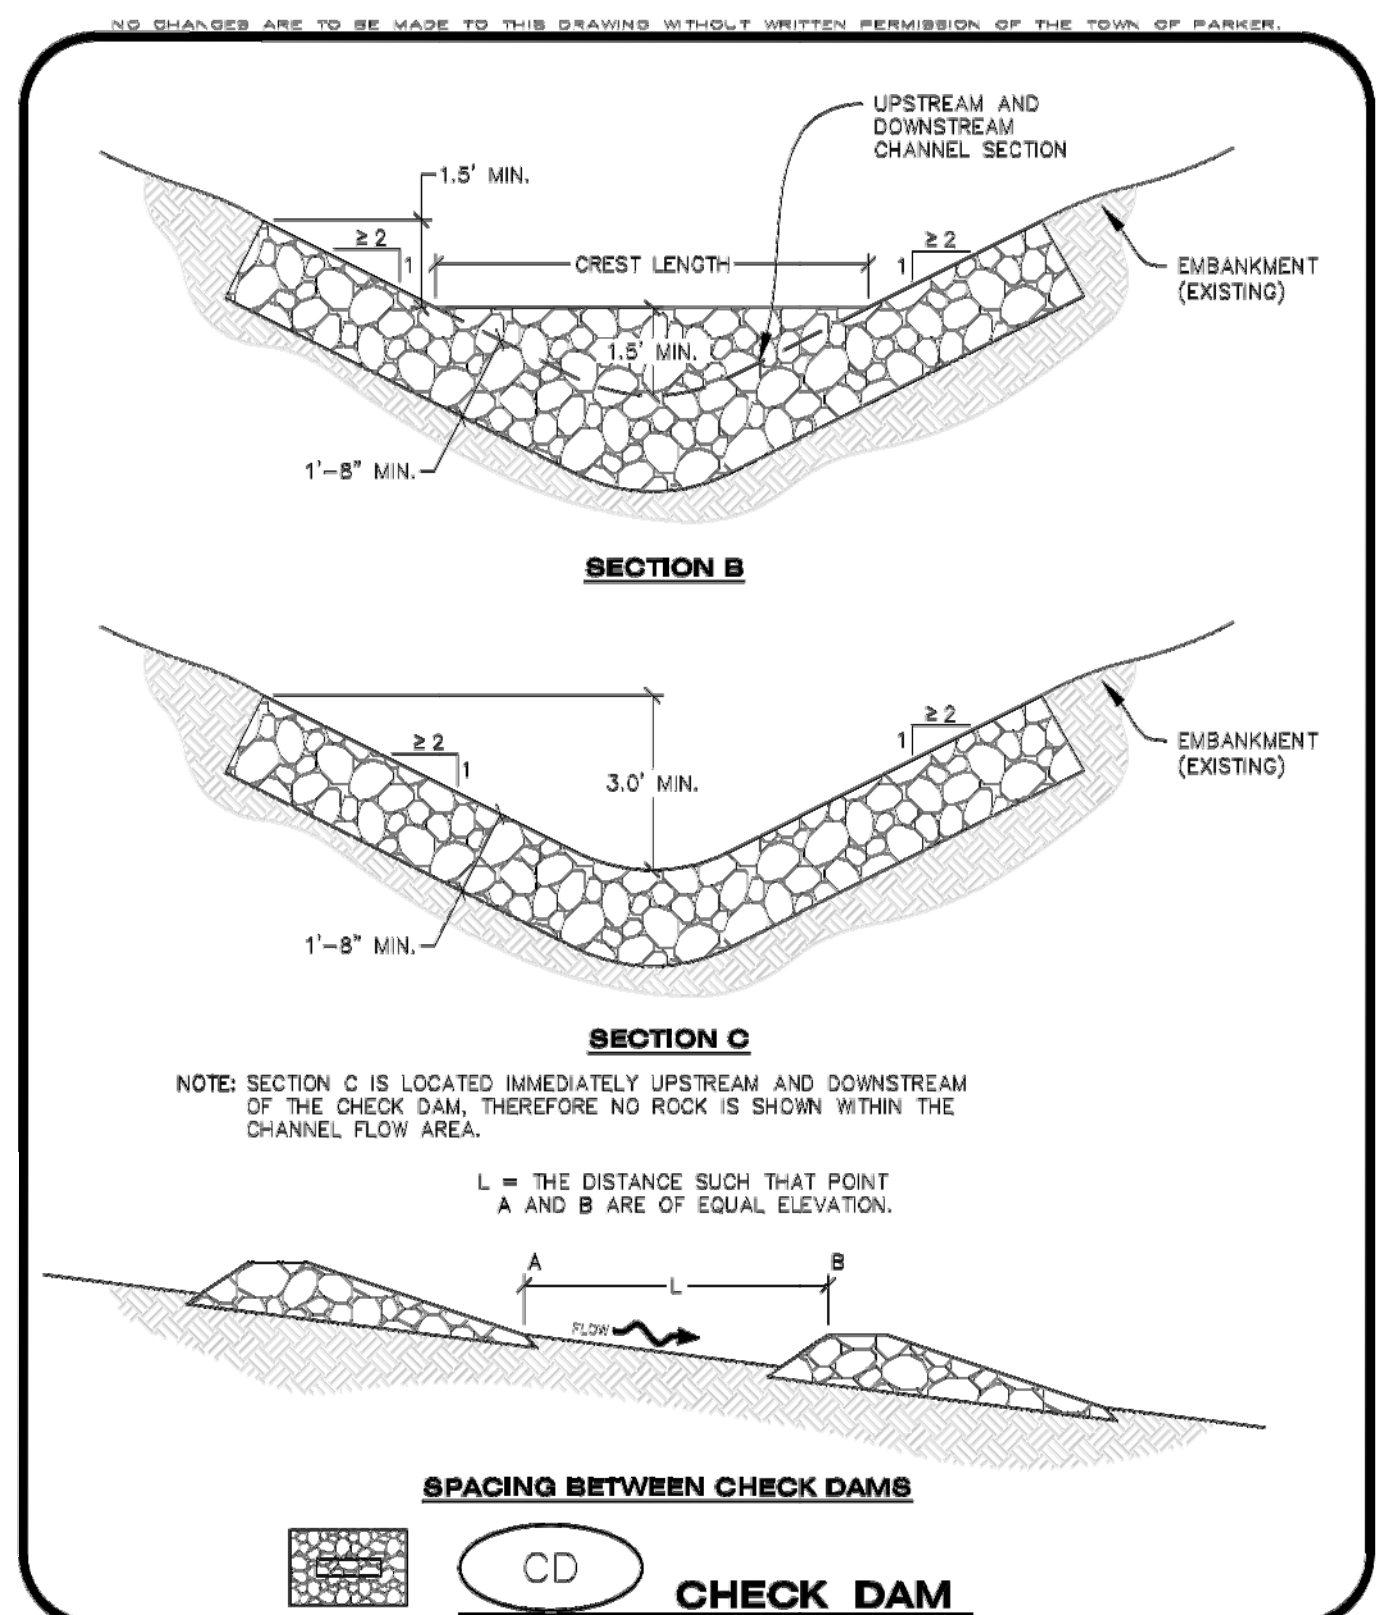 NO CHANGES ARE TO BE MADE TO THIS DRAWING WITHOUT WRITTEN PERMISSION OF THE TOWN OF PARKER.
UPSTREAM AND
DOWNSTREAM
CHANNEL SECTION
1.5' MIN.
≥ 2
1
CREST LENGTH
≥ 2
1
EMBANKMENT
(EXISTING)
1.5' MIN.
1'-8" MIN.
SECTION B
≥ 2
1
≥ 2
1
EMBANKMENT
(EXISTING)
3.0' MIN.
1'-8" MIN.
SECTION C
NOTE: SECTION C IS LOCATED IMMEDIATELY UPSTREAM AND DOWNSTREAM
OF THE CHECK DAM, THEREFORE NO ROCK IS SHOWN WITHIN THE
CHANNEL FLOW AREA.
L = THE DISTANCE SUCH THAT POINT
A AND B ARE OF EQUAL ELEVATION.
A
B
L
FLOW
SPACING BETWEEN CHECK DAMS
CD
CHECK DAM